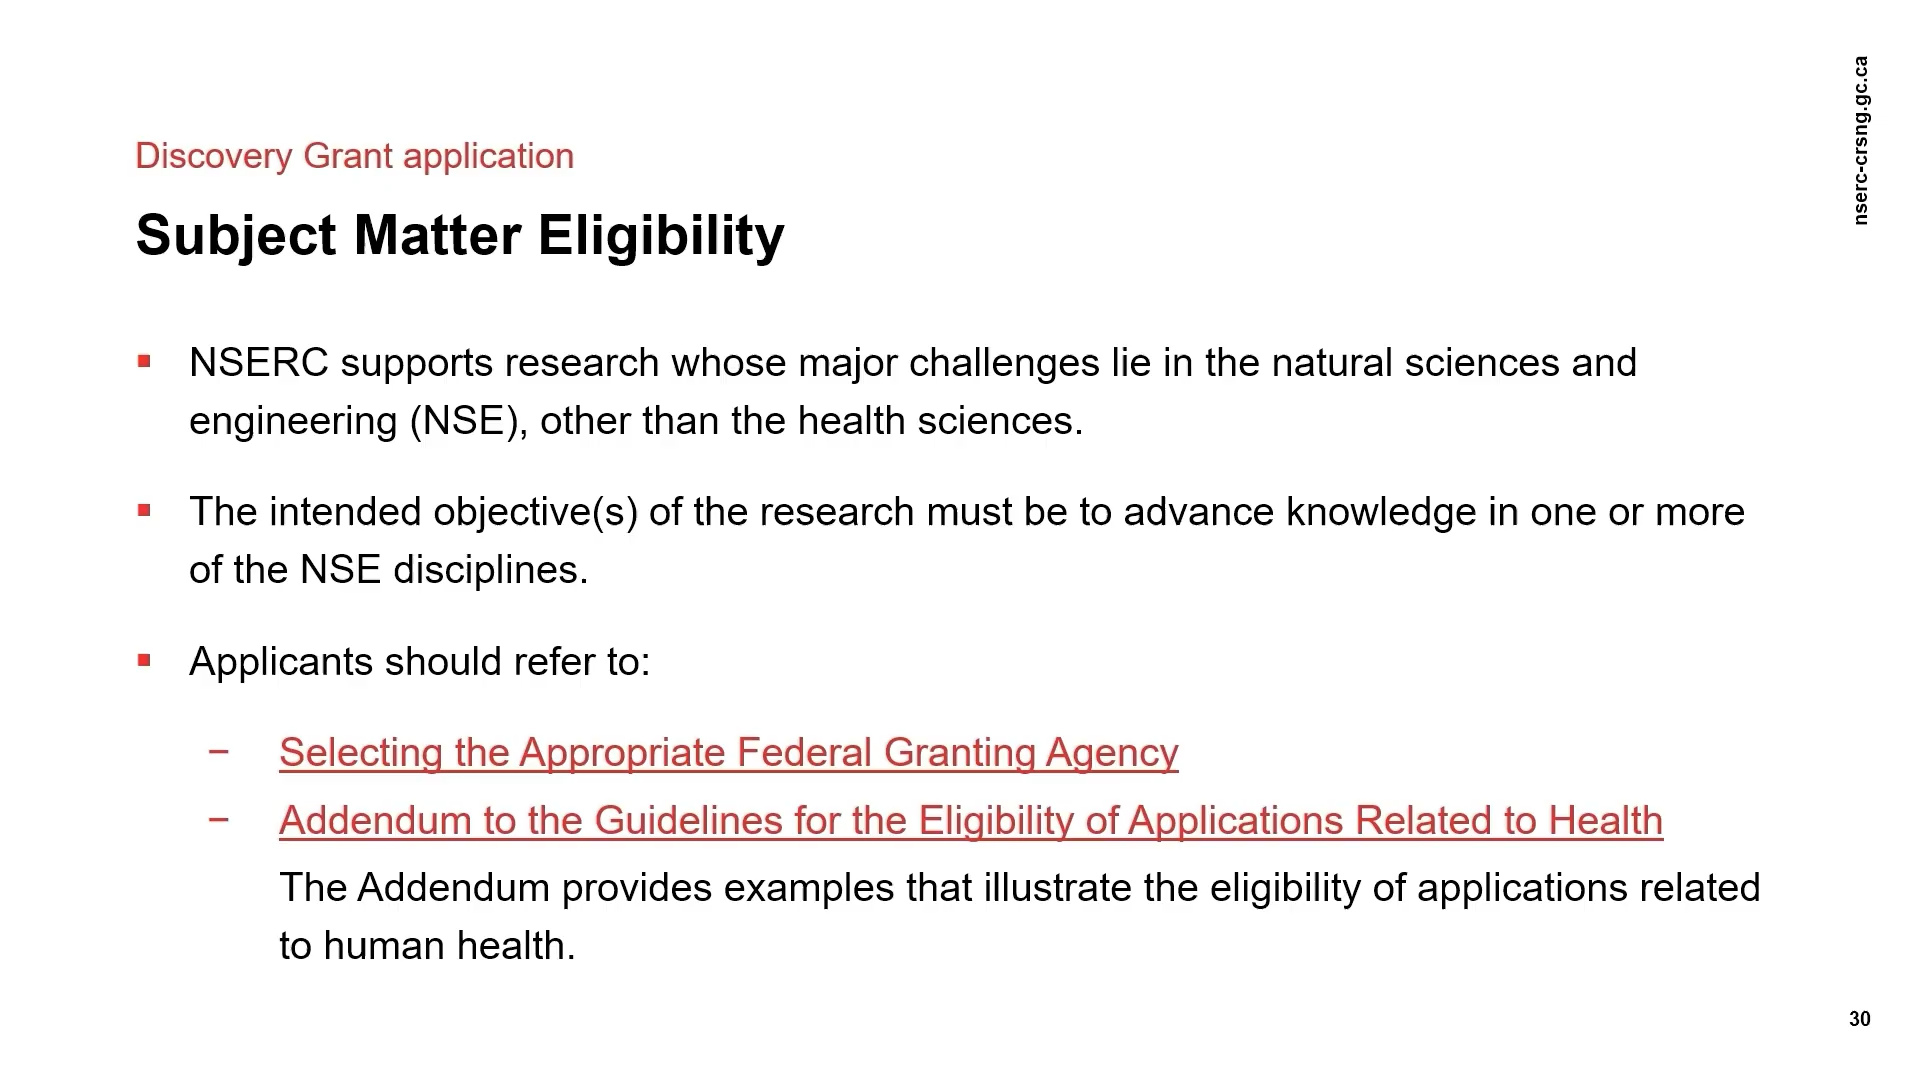 nserc-crsng.gc.ca
Discovery Grant application
Subject Matter Eligibility
▪ NSERC supports research whose major challenges lie in the natural sciences and
engineering (NSE), other than the health sciences.
▪ The intended objective(s) of the research must be to advance knowledge in one or more
of the NSE disciplines.
▪ Applicants should refer to:
− Selecting the Appropriate Federal Granting Agency
− Addendum to the Guidelines for the Eligibility of Applications Related to Health
The Addendum provides examples that illustrate the eligibility of applications related
to human health.
30